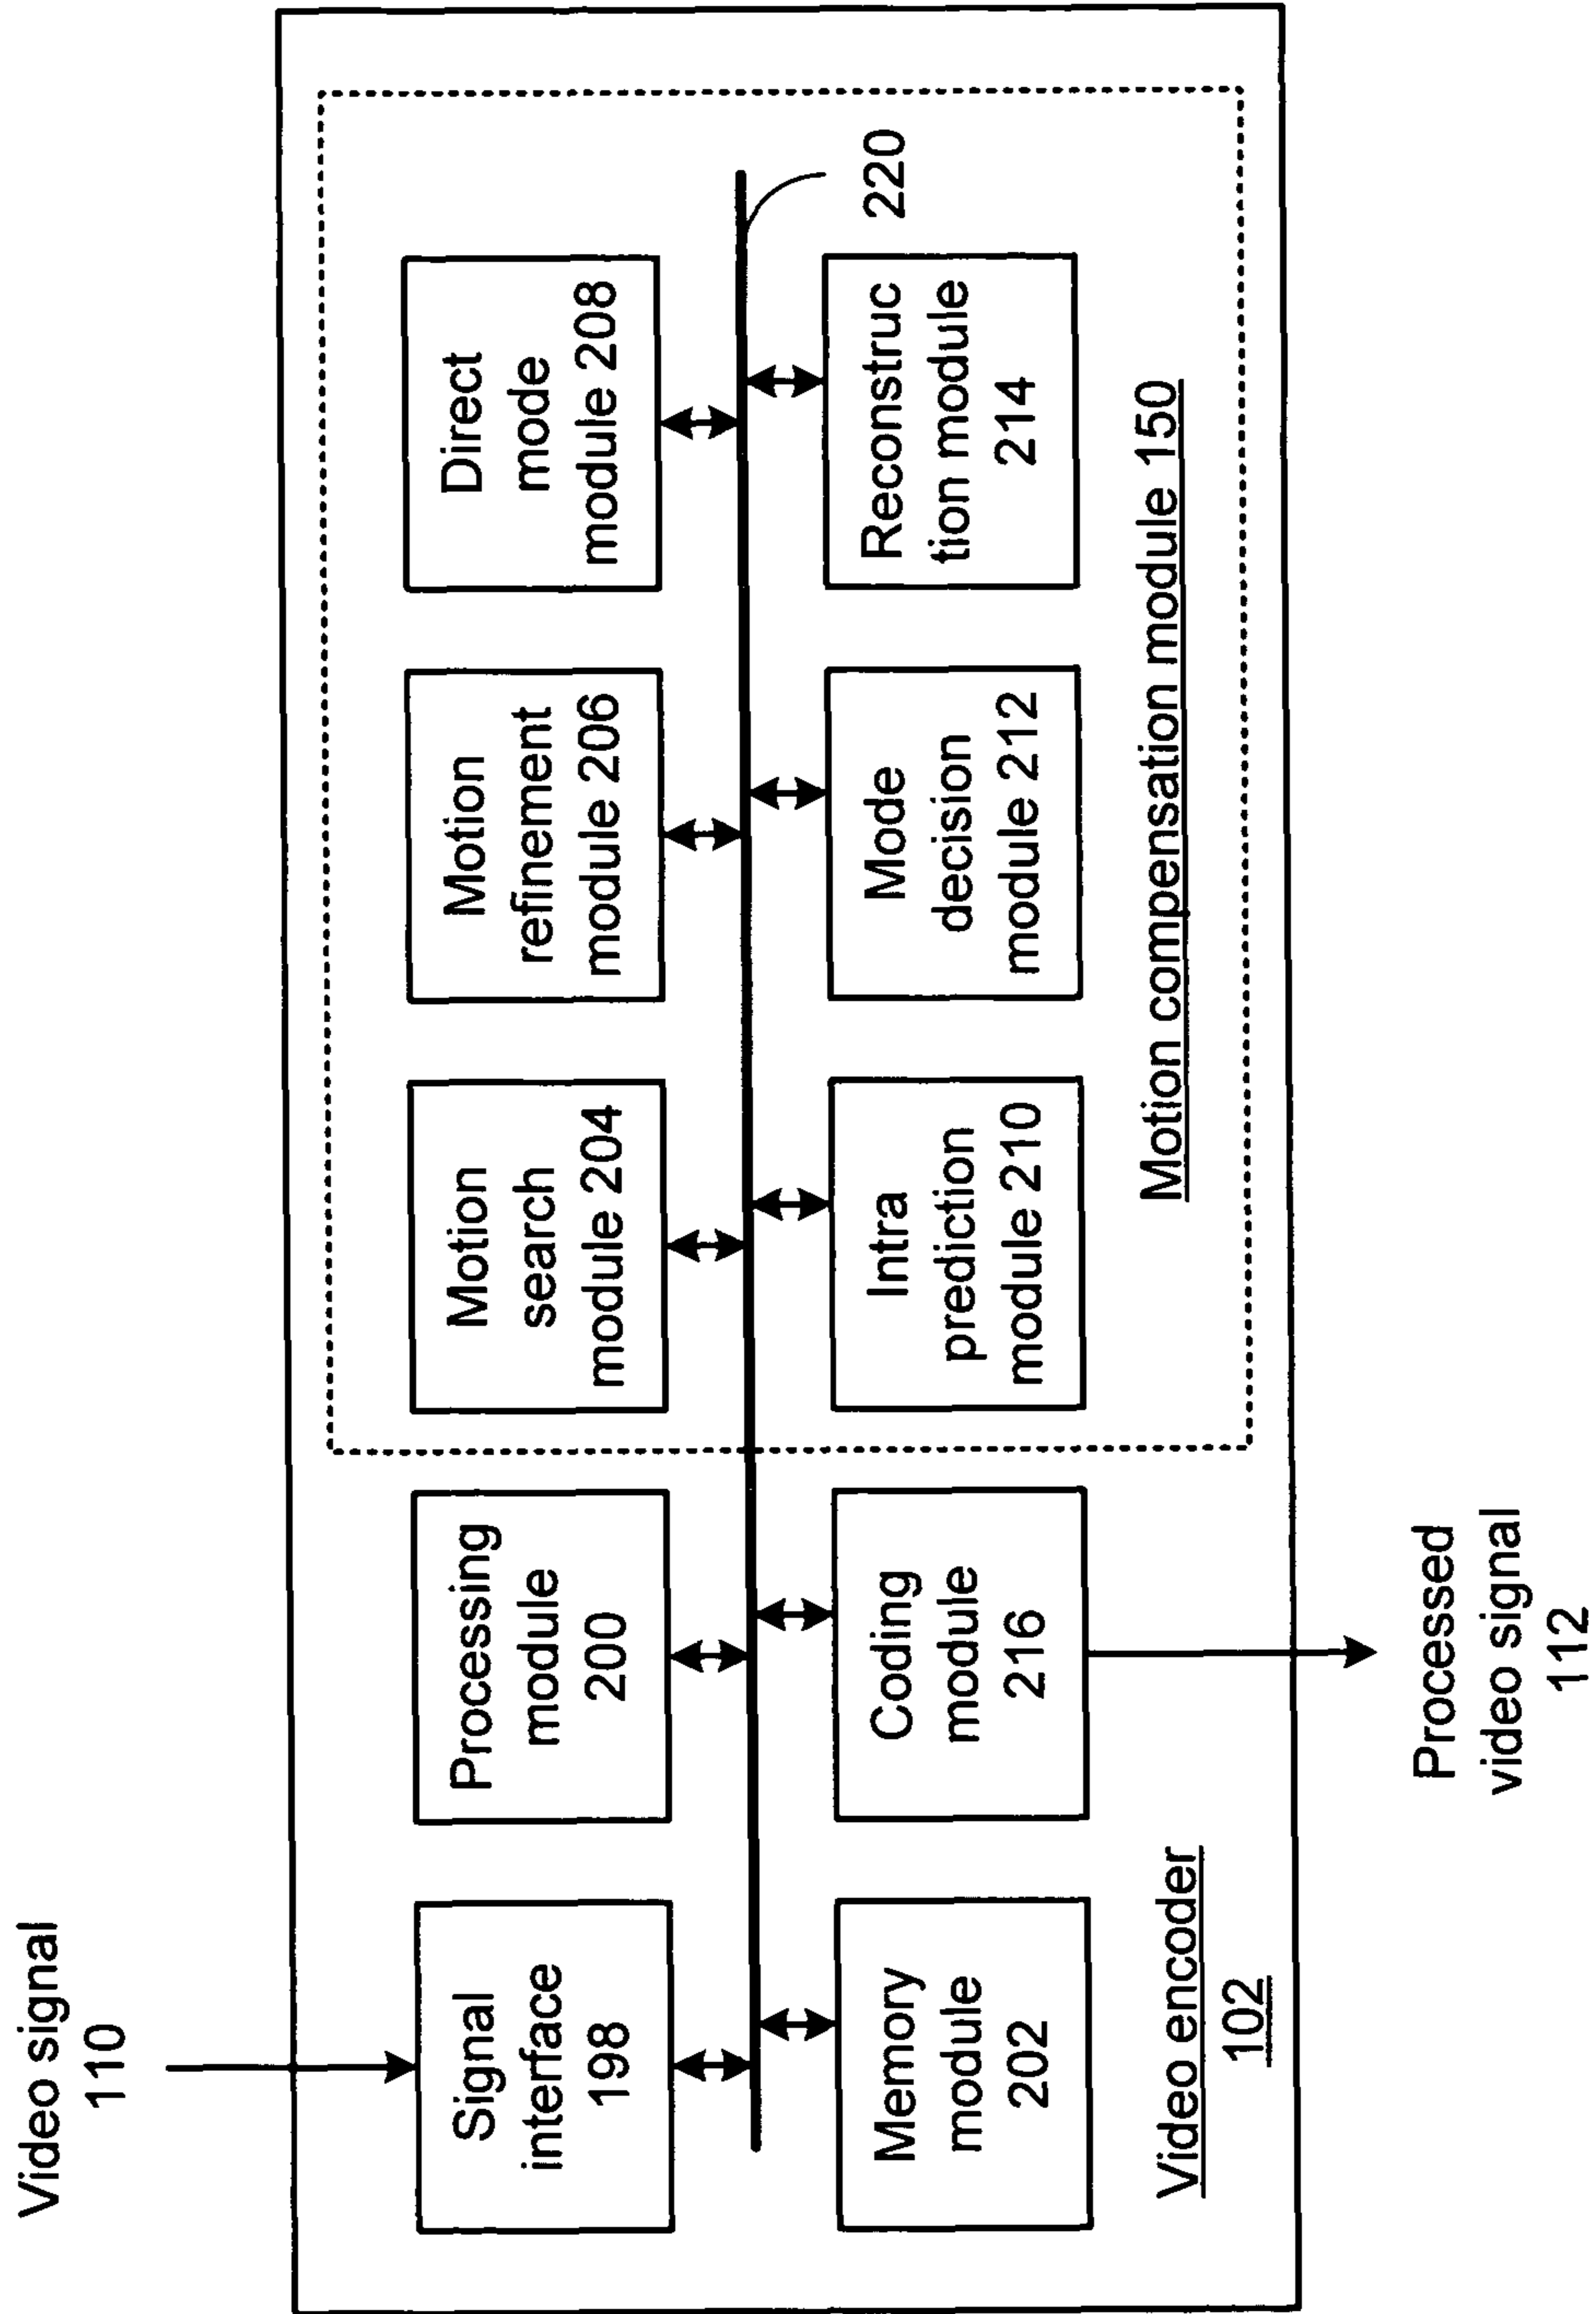 Video signal
110
Signal
interface
198
Processing
module
200
Motion
search
module 204
Motion
refinement
module 206
Direct
mode
module 208
220
Memory
module
202
Coding
module
216
Intra
prediction
module 210
Mode
decision
module 212
Reconstruc
tion module
214
Motion compensation module 150
Video encoder
102
Processed
video signal
112